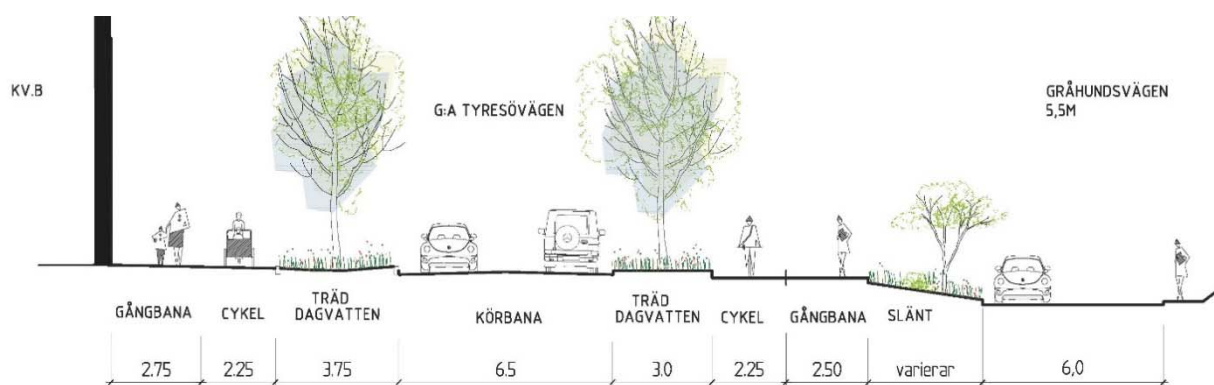 KV.B
G:A TYRESÖVÄGEN
GRÅHUNDSVÄGEN
5,5M
GÅNGBANA
CYKEL
TRÄD
DAGVATTEN
KÖRBANA
TRÄD
DAGVATTEN
CYKEL
GÅNGBANA
SLÄNT
2.75
2.25
3.75
6.5
3.0
2.25
2.50
varierar
6,0